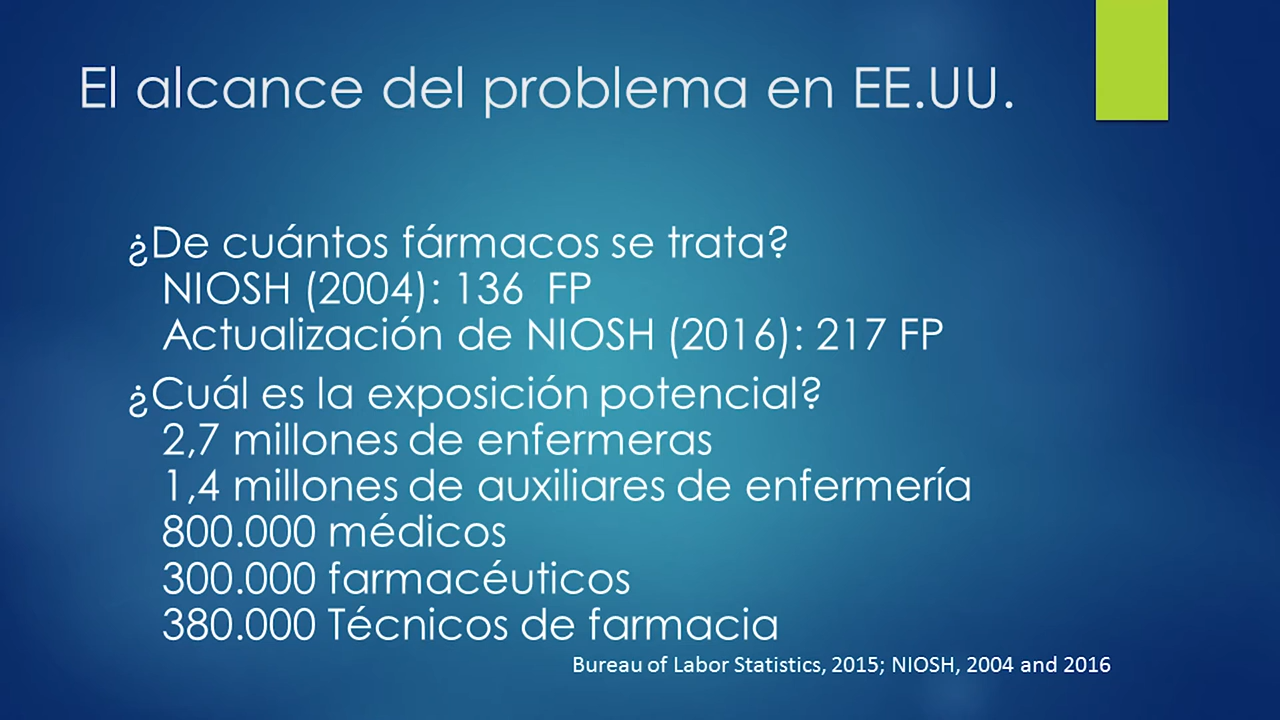 El alcance del problema en EE.UU.
¿De cuántos fármacos se trata?
NIOSH (2004): 136 FP
Actualización de NIOSH (2016): 217 FP
¿Cuál es la exposición potencial?
2,7 millones de enfermeras
1,4 millones de auxiliares de enfermería
800.000 médicos
300.000 farmacéuticos
380.000 Técnicos de farmacia
Bureau of Labor Statistics, 2015; NIOSH, 2004 and 2016